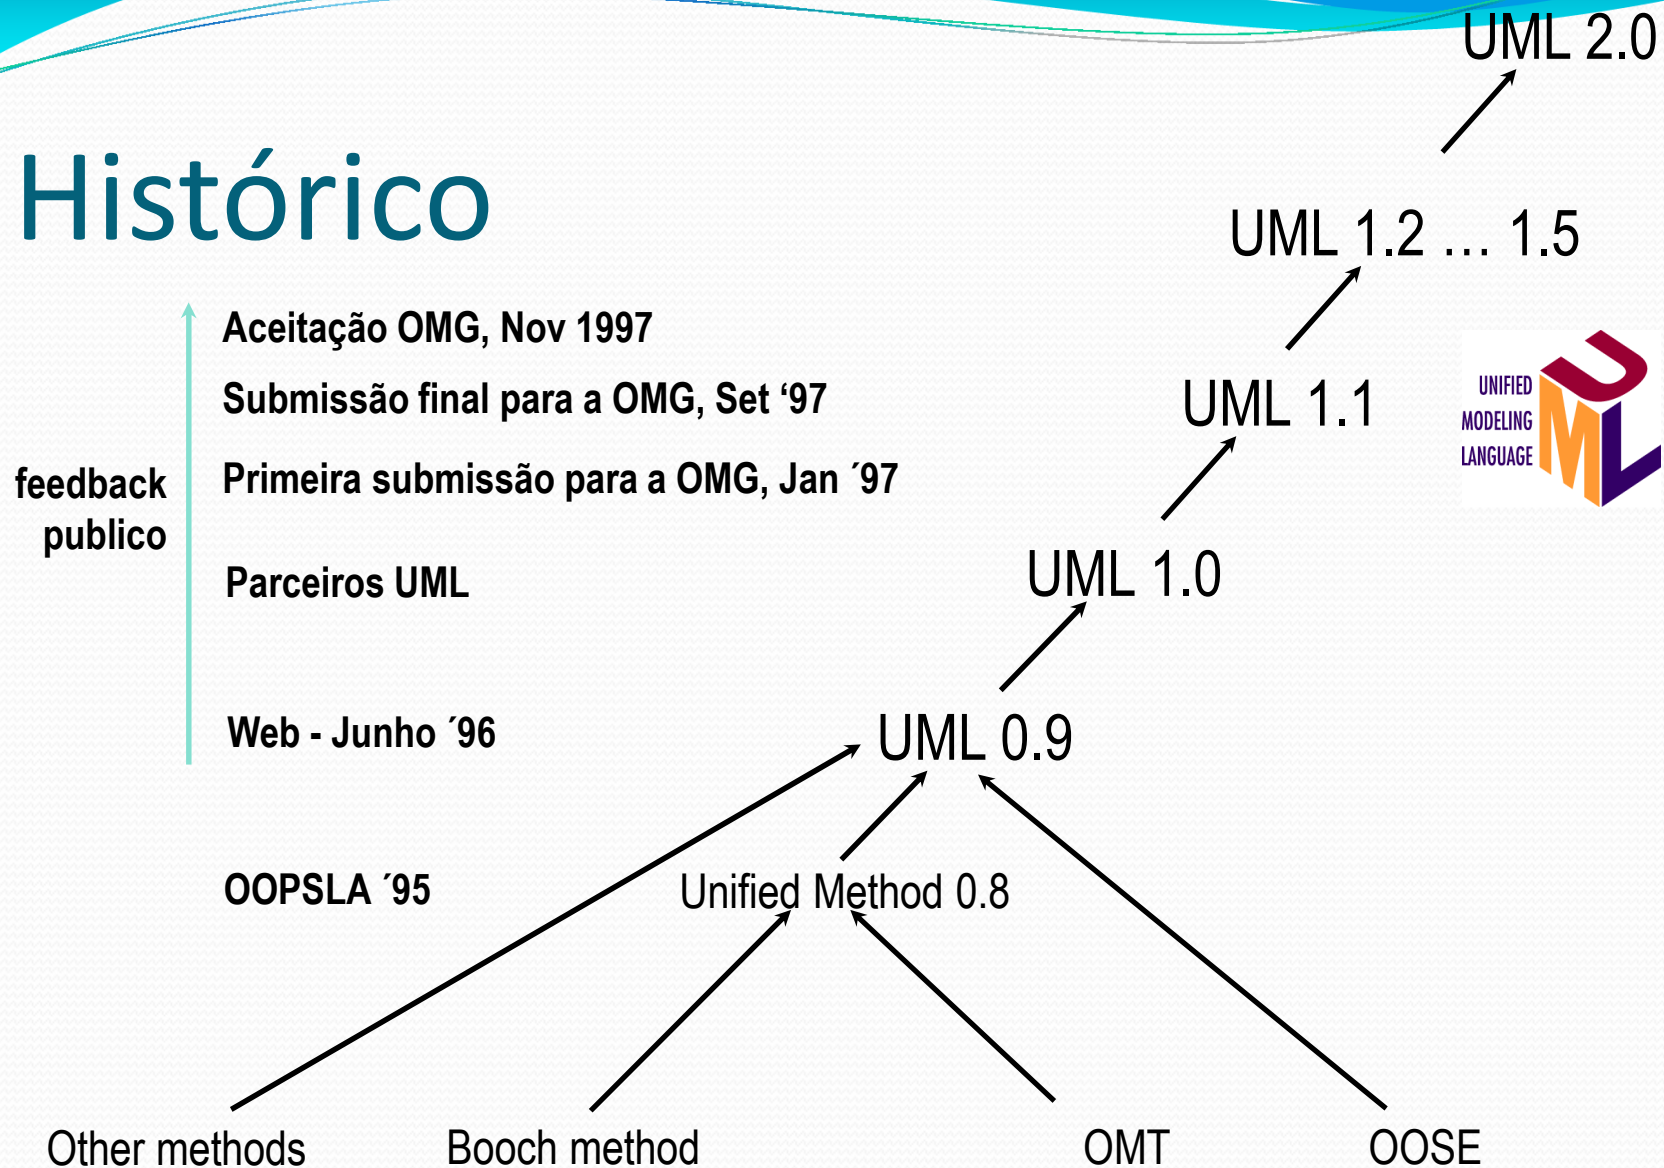 UML 2.0
Histórico
UML 1.2 … 1.5
Aceitação OMG, Nov 1997
Submissão final para a OMG, Set ‘97
UML 1.1
UNIFIED
MODELING
LANGUAGE
UML
feedback
publico
Primeira submissão para a OMG, Jan ´97
Parceiros UML
UML 1.0
Web - Junho ´96
UML 0.9
OOPSLA ´95
Unified Method 0.8
Other methods
Booch method
OMT
OOSE